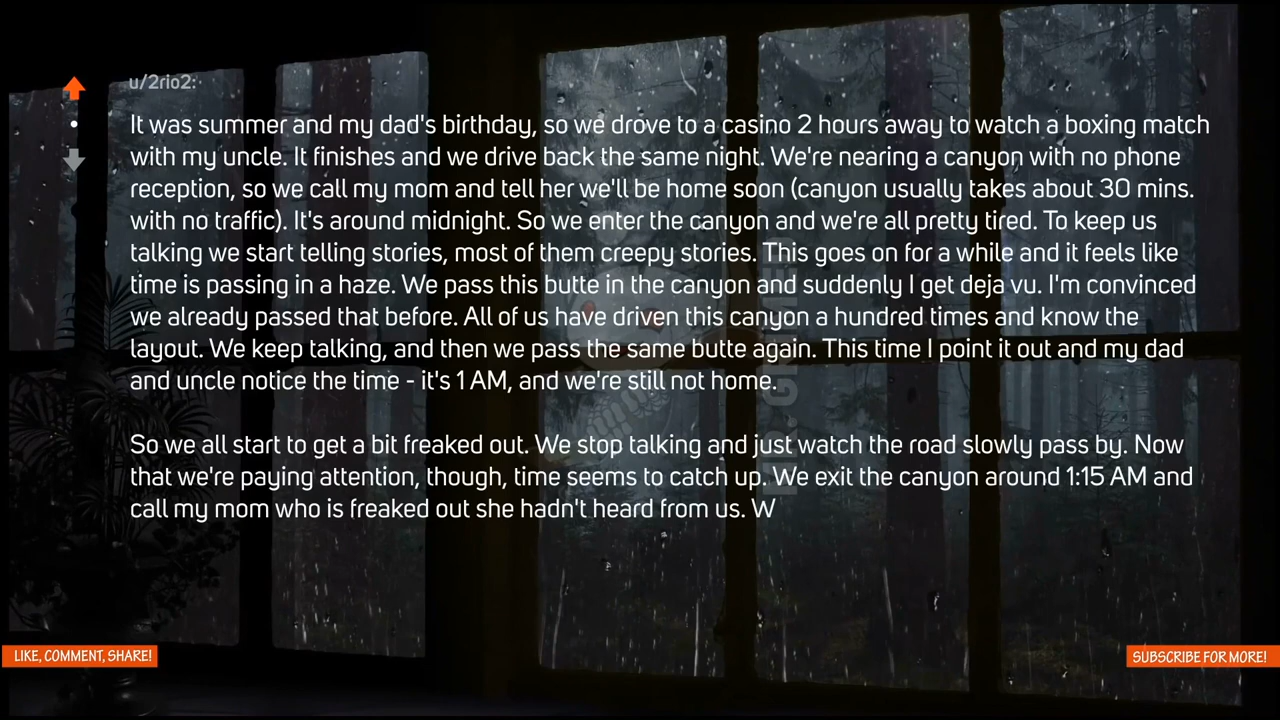 u/2rio2:
It was summer and my dad's birthday, so we drove to a casino 2 hours away to watch a boxing match
with my uncle. It finishes and we drive back the same night. We're nearing a canyon with no phone
reception, so we call my mom and tell her we'll be home soon (canyon usually takes about 30 mins.
with no traffic). It's around midnight. So we enter the canyon and we're all pretty tired. To keep us
talking we start telling stories, most of them creepy stories. This goes on for a while and it feels like
time is passing in a haze. We pass this butte in the canyon and suddenly I get deja vu. I'm convinced
we already passed that before. All of us have driven this canyon a hundred times and know the
layout. We keep talking, and then we pass the same butte again. This time I point it out and my dad
and uncle notice the time - it's 1 AM, and we're still not home.
So we all start to get a bit freaked out. We stop talking and just watch the road slowly pass by. Now
that we're paying attention, though, time seems to catch up. We exit the canyon around 1:15 AM and
call my mom who is freaked out she hadn't heard from us. W
LIKE, COMMENT, SHARE!
SUBSCRIBE FOR MORE!